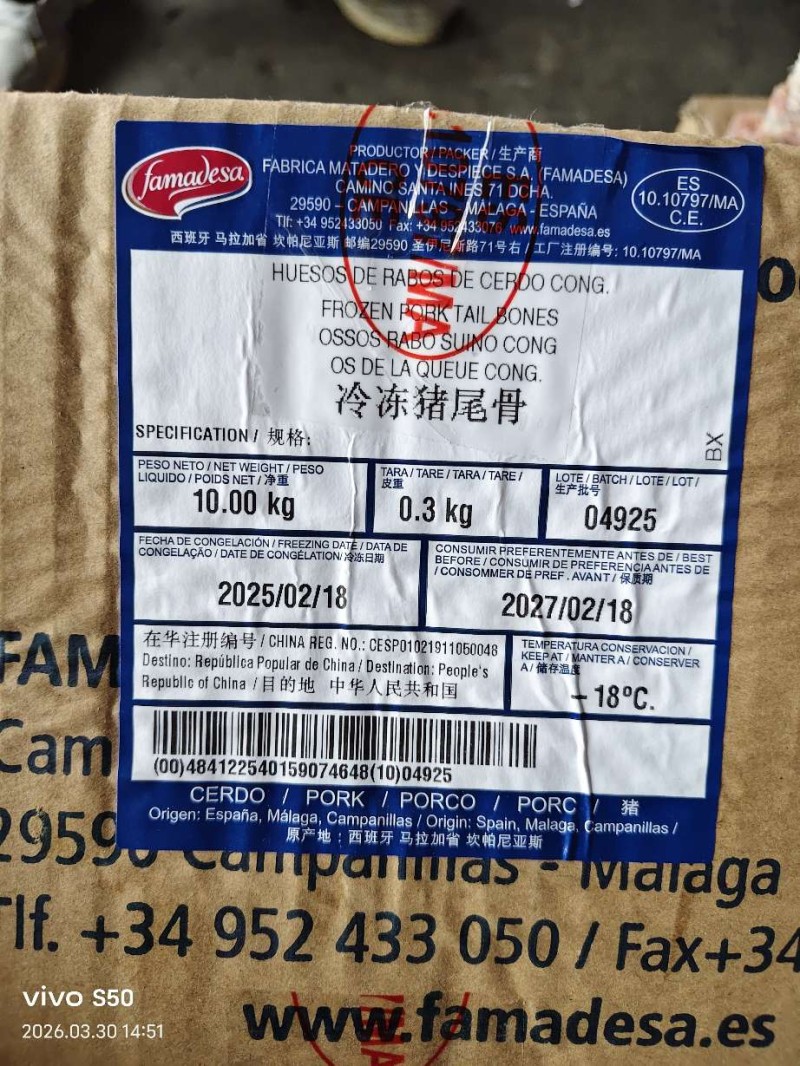 famadesa
PRODUCTOR / PACKER / 生产商
FABRICA MATADERO Y DESPIECE S.A. (FAMADESA)
CAMINO SANTA INES 71 DCHA.
29590 - CAMPANILLAS - MALAGA - ESPAÑA
Tlf: +34 952433050 Fax: +34 952433076 www.famadesa.es
西班牙 马拉加省 坎帕尼亚斯 邮编29590 圣伊尼斯路71号右 / 工厂注册编号: 10.10797/MA
ES
10.10797/MA
C.E.
HUESOS DE RABOS DE CERDO CONG.
FROZEN PORK TAIL BONES
OSSOS RABO SUINO CONG
OS DE LA QUEUE CONG.
冷冻猪尾骨
SPECIFICATION / 规格:
BX
PESO NETO / NET WEIGHT / PESO
LIQUIDO / POIDS NET / 净重
10.00 kg
TARA / TARE / TARA / TARE /
皮重
0.3 kg
LOTE / BATCH / LOTE / LOT /
生产批号
04925
FECHA DE CONGELACIÓN / FREEZING DATE / DATA DE
CONGELAÇÃO / DATE DE CONGÉLATION/ 冷冻日期
2025/02/18
CONSUMIR PREFERENTEMENTE ANTES DE / BEST
BEFORE / CONSUMIR DE PREFERENCIA ANTES DE
/ CONSOMMER DE PREF . AVANT / 保质期
2027/02/18
在华注册编号 / CHINA REG. NO.: CESP01021911050048
Destino: República Popular de China / Destination: People's
Republic of China / 目的地 中华人民共和国
TEMPERATURA CONSERVACION /
KEEP AT / MANTER A / CONSERVER
A / 储存温度
– 18ºC.
(00)484122540159074648(10)04925
CERDO / PORK / PORCO / PORC / 猪
Origen: España, Málaga, Campanillas / Origin: Spain, Malaga, Campanillas /
原产地 : 西班牙 马拉加省 坎帕尼亚斯
FAM
Cam
29590 Campanillas - Malaga
Tlf. +34 952 433 050 / Fax+34
www.famadesa.es
vivo S50
2026.03.30 14:51